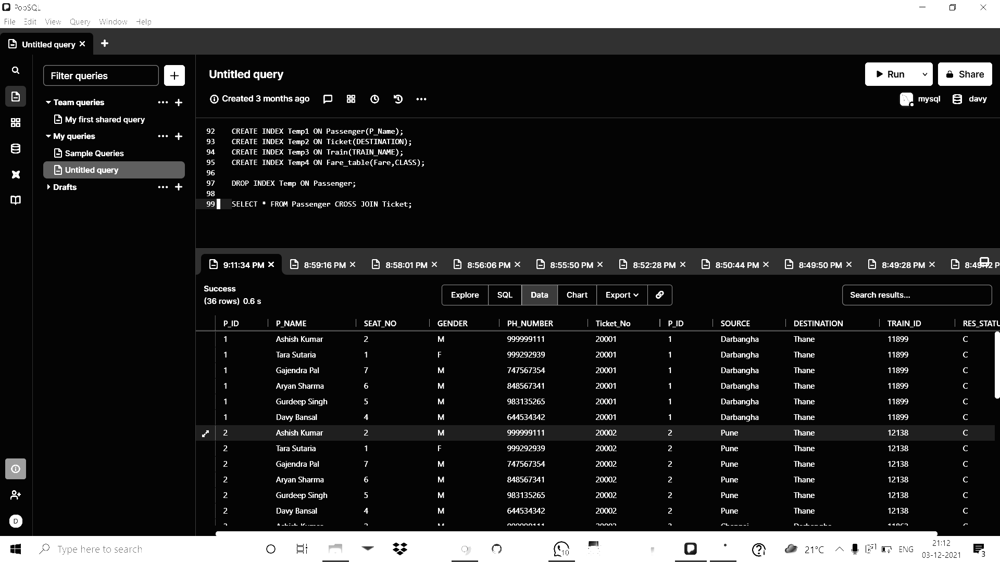 PopSQL
File Edit View Query Window Help
Untitled query
Filter queries
Team queries
My first shared query
My queries
Sample Queries
Untitled query
Drafts
Untitled query
Run
Share
Created 3 months ago
mysql davy
92 CREATE INDEX Temp1 ON Passenger(P_Name);
93 CREATE INDEX Temp2 ON Ticket(DESTINATION);
94 CREATE INDEX Temp3 ON Train(TRAIN_NAME);
95 CREATE INDEX Temp4 ON Fare_table(Fare,CLASS);
96
97 DROP INDEX Temp ON Passenger;
98
99 SELECT * FROM Passenger CROSS JOIN Ticket;
9:11:34 PM 8:59:16 PM 8:58:01 PM 8:56:06 PM 8:55:50 PM 8:52:28 PM 8:50:44 PM 8:49:50 PM 8:49:28 PM 8:49:12 P
Success
(36 rows) 0.6 s
Explore SQL Data Chart Export
Search results...
P_ID P_NAME SEAT_NO GENDER PH_NUMBER Ticket_No P_ID SOURCE DESTINATION TRAIN_ID RES_STATU
1 Ashish Kumar 2 M 999999111 20001 1 Darbangha Thane 11899 C
1 Tara Sutaria 1 F 999292939 20001 1 Darbangha Thane 11899 C
1 Gajendra Pal 7 M 747567354 20001 1 Darbangha Thane 11899 C
1 Aryan Sharma 6 M 848567341 20001 1 Darbangha Thane 11899 C
1 Gurdeep Singh 5 M 983135265 20001 1 Darbangha Thane 11899 C
1 Davy Bansal 4 M 644534342 20001 1 Darbangha Thane 11899 C
2 Ashish Kumar 2 M 999999111 20002 2 Pune Thane 12138 C
2 Tara Sutaria 1 F 999292939 20002 2 Pune Thane 12138 C
2 Gajendra Pal 7 M 747567354 20002 2 Pune Thane 12138 C
2 Aryan Sharma 6 M 848567341 20002 2 Pune Thane 12138 C
2 Gurdeep Singh 5 M 983135265 20002 2 Pune Thane 12138 C
2 Davy Bansal 4 M 644534342 20002 2 Pune Thane 12138 C
D
Type here to search
10
21°C
ENG
21:12
03-12-2021
3